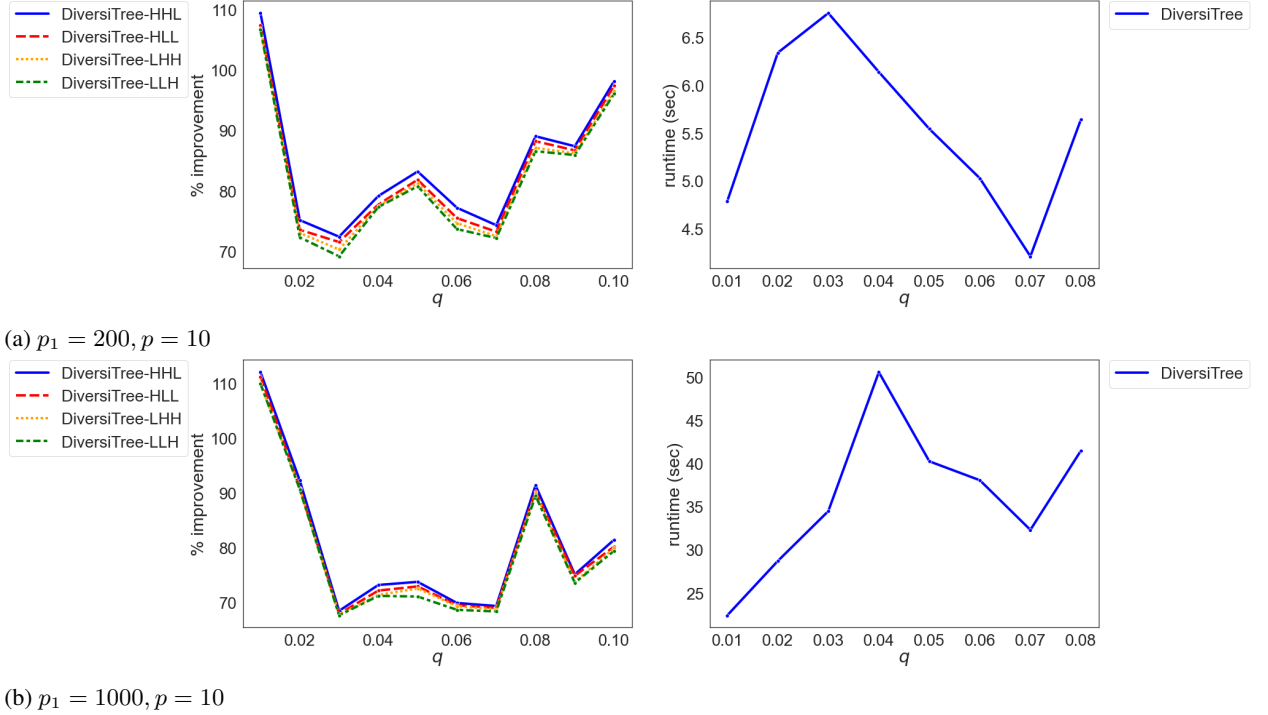 DiversiTree-HHL
DiversiTree-HLL
DiversiTree-LHH
DiversiTree-LLH
% improvement
110
100
90
80
70
0.02 0.04 0.06 0.08 0.10
q
runtime (sec)
6.5
6.0
5.5
5.0
4.5
0.01 0.02 0.03 0.04 0.05 0.06 0.07 0.08
q
DiversiTree
(a) p₁ = 200, p = 10
DiversiTree-HHL
DiversiTree-HLL
DiversiTree-LHH
DiversiTree-LLH
% improvement
110
100
90
80
70
0.02 0.04 0.06 0.08 0.10
q
runtime (sec)
50
45
40
35
30
25
0.01 0.02 0.03 0.04 0.05 0.06 0.07 0.08
q
DiversiTree
(b) p₁ = 1000, p = 10